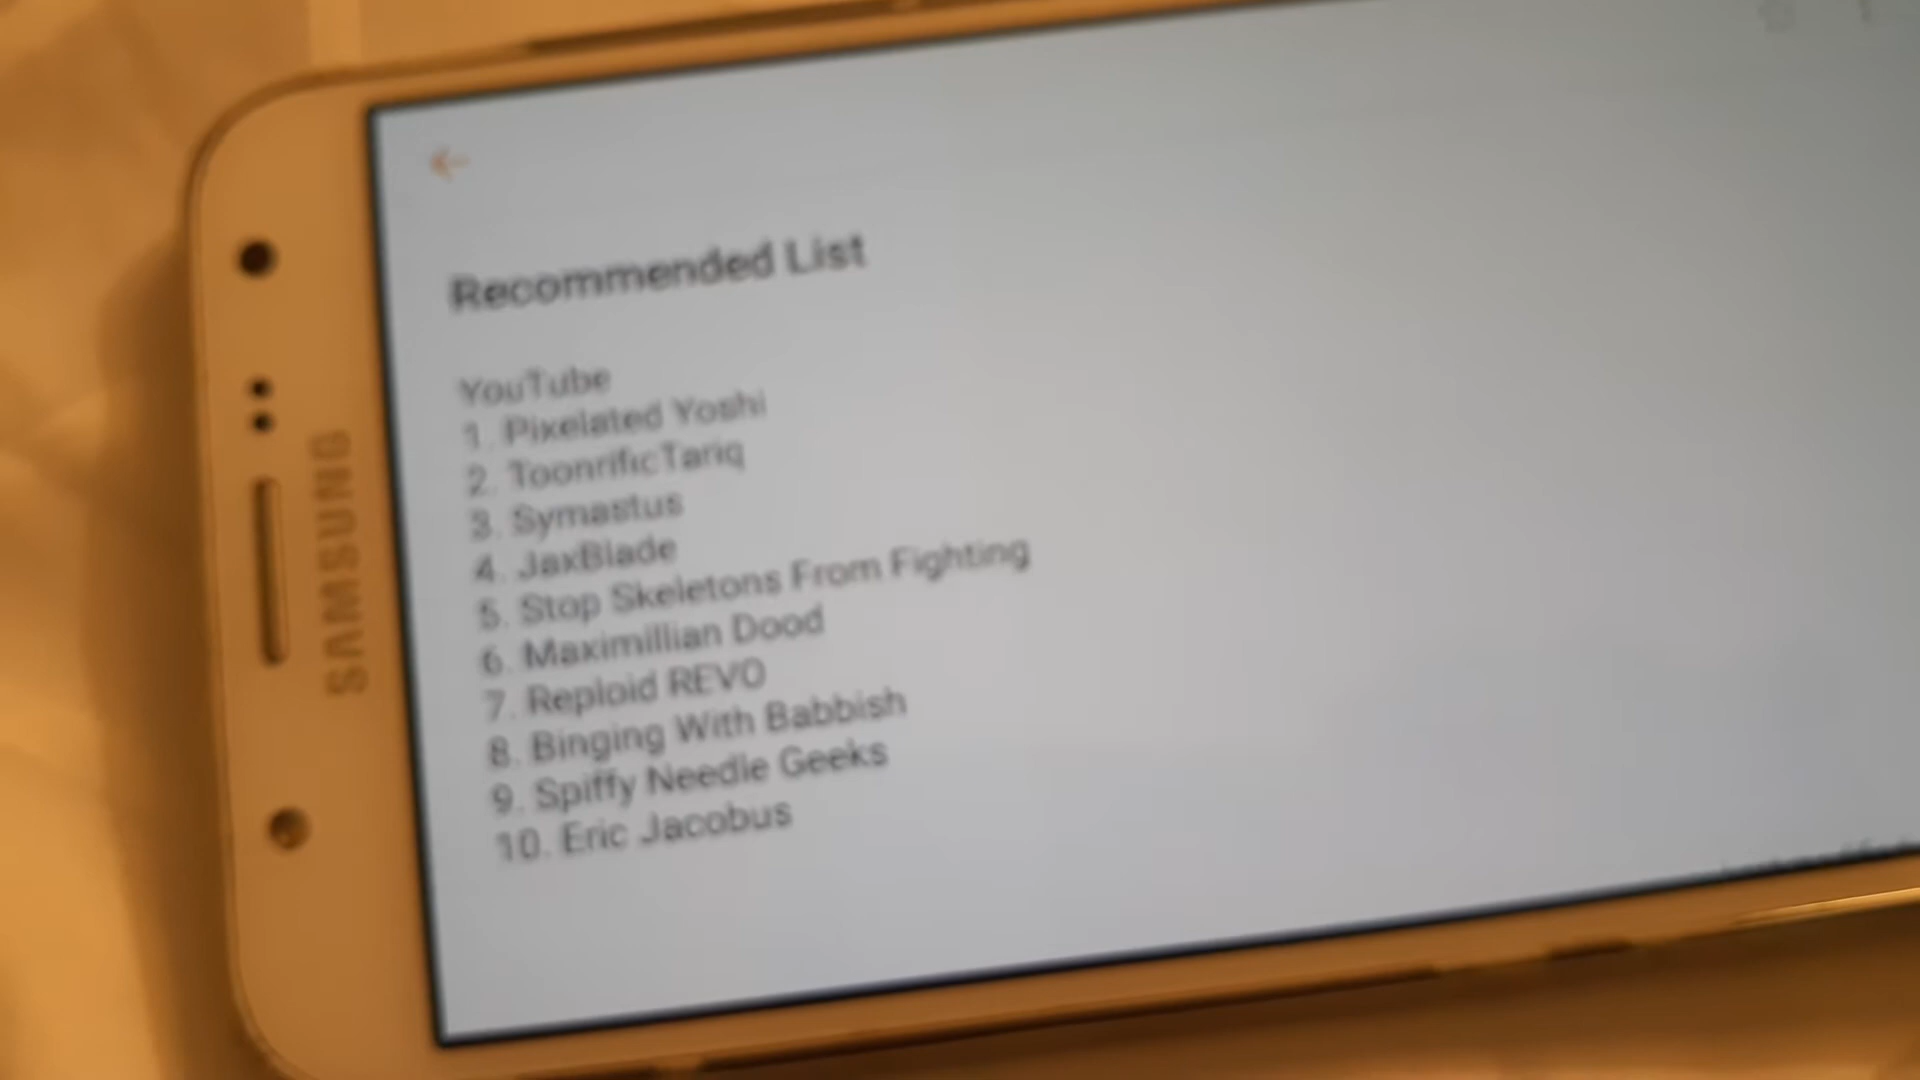 SAMSUNG
Recommended List
YouTube
1. Pixelated Yoshi
2. ToonrificTariq
3. Symastus
4. JaxBlade
5. Stop Skeletons From Fighting
6. Maximillian Dood
7. Reploid REVO
8. Binging With Babbish
9. Spiffy Needle Geeks
10. Eric Jacobus